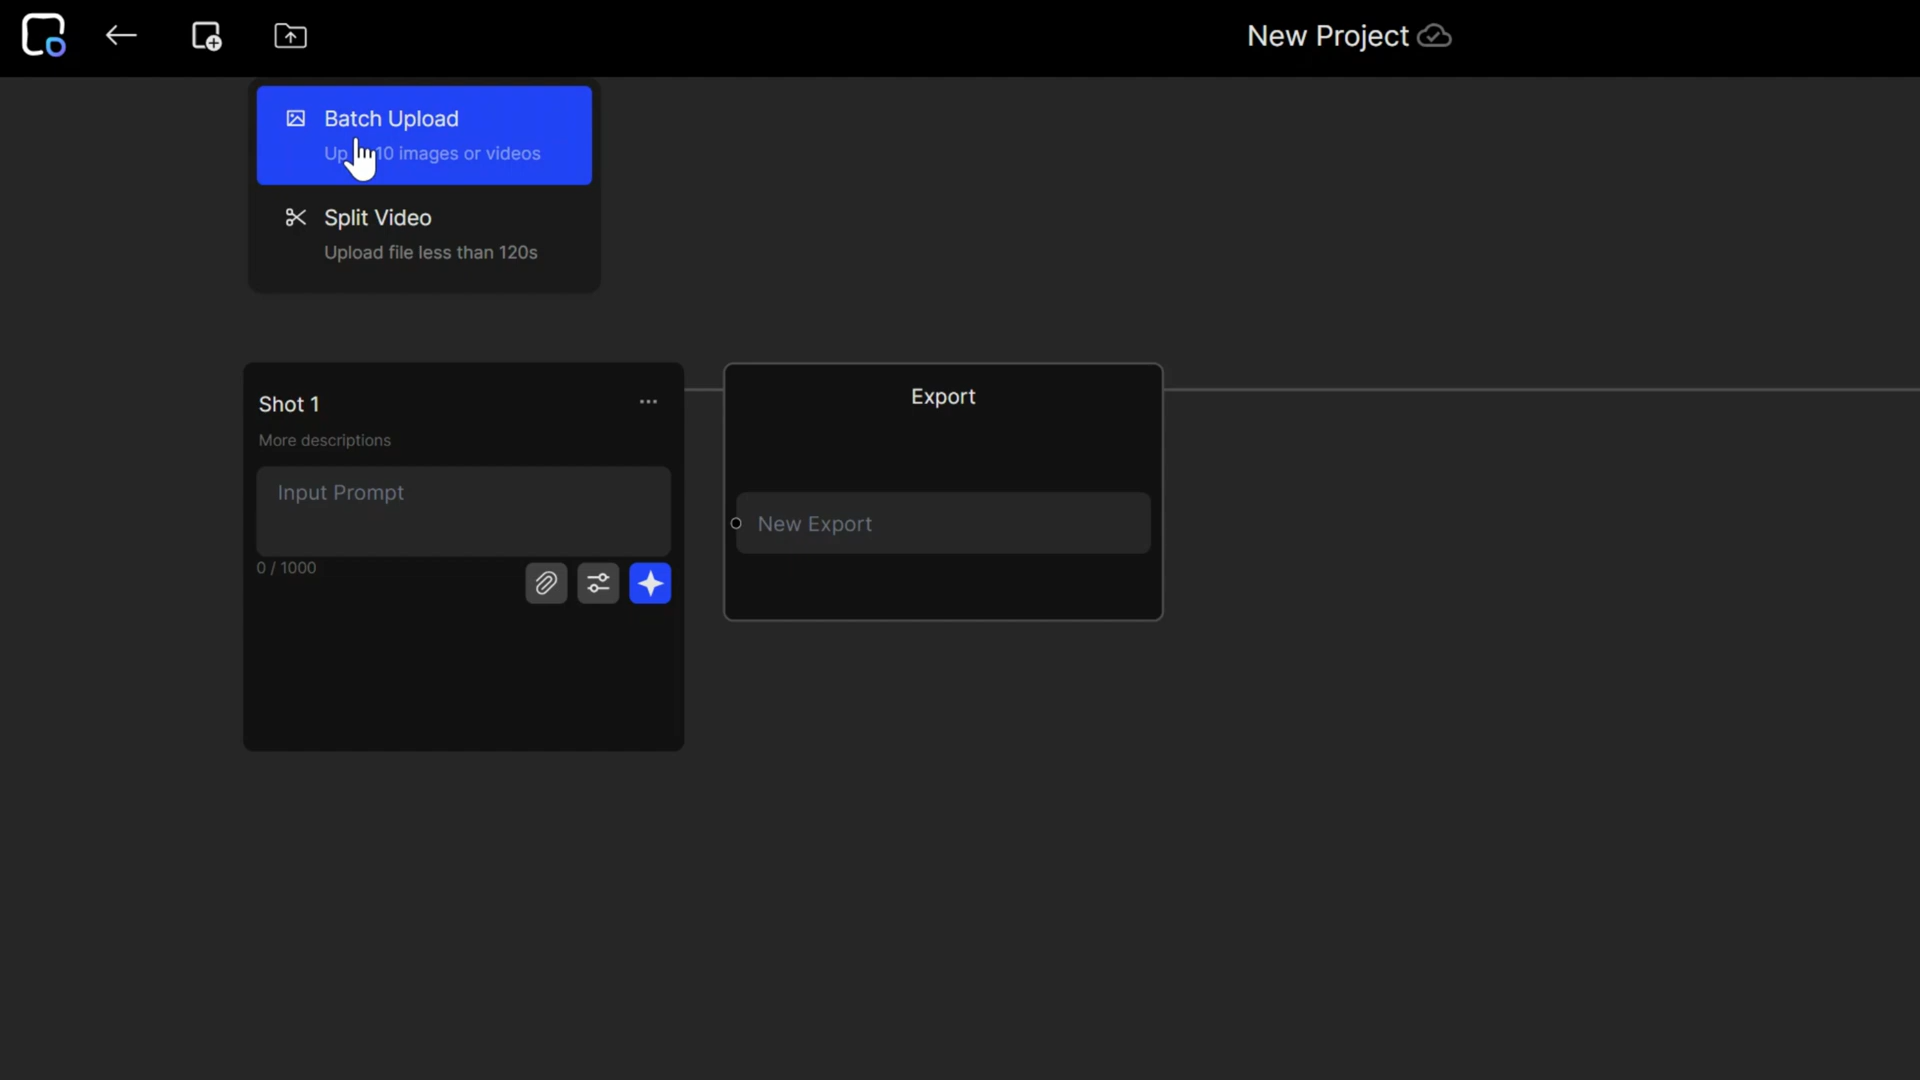 New Project
Batch Upload
Up 10 images or videos
Split Video
Upload file less than 120s
Shot 1
More descriptions
Input Prompt
0 / 1000
Export
New Export